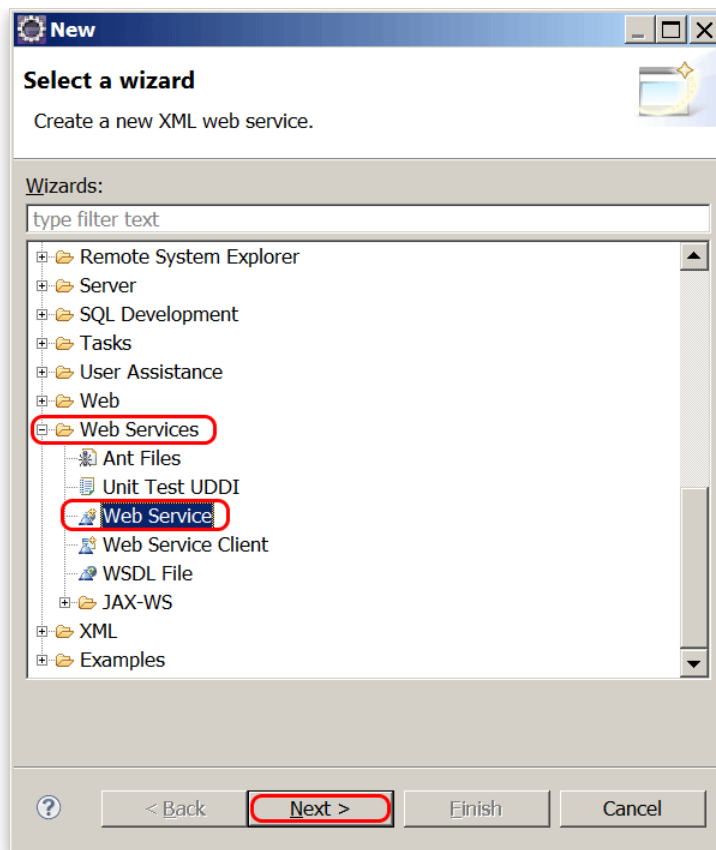 New
Select a wizard
Create a new XML web service.
Wizards:
type filter text
Remote System Explorer
Server
SQL Development
Tasks
User Assistance
Web
Web Services
Ant Files
Unit Test UDDI
Web Service
Web Service Client
WSDL File
JAX-WS
XML
Examples
? < Back Next > Finish Cancel